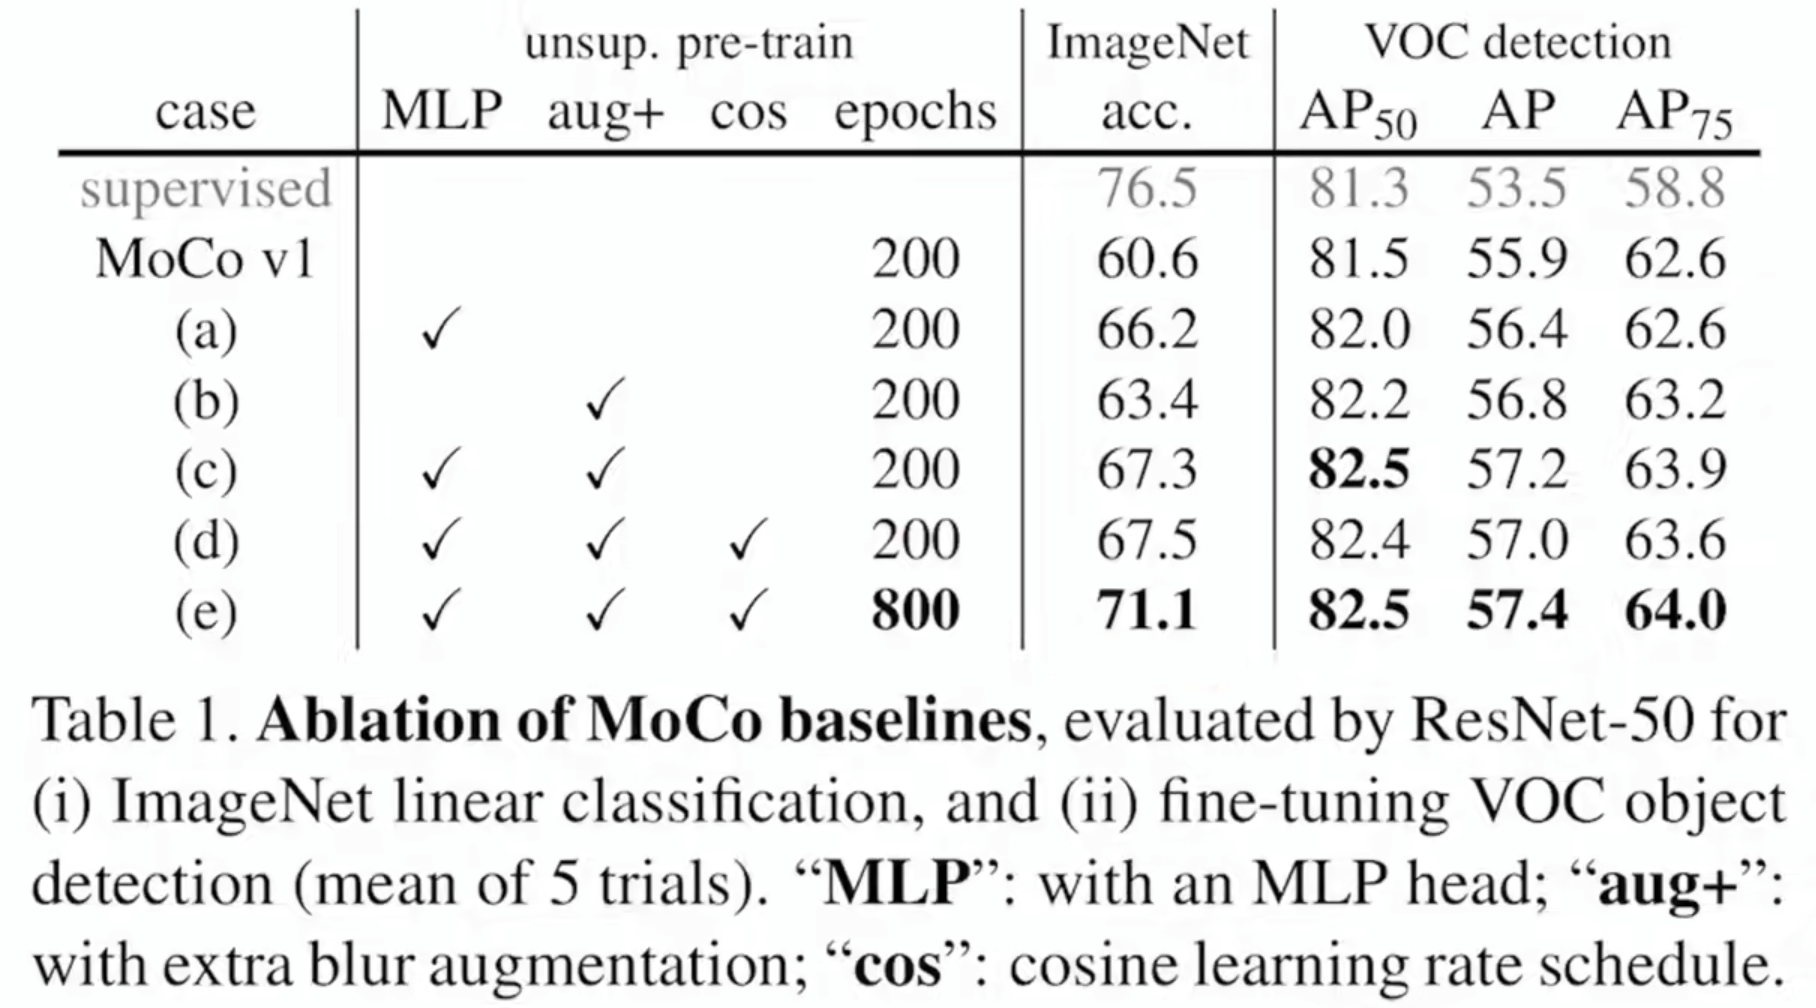 unsup. pre-train ImageNet VOC detection
case MLP aug+ cos epochs acc. AP50 AP AP75
supervised 76.5 81.3 53.5 58.8
MoCo v1 200 60.6 81.5 55.9 62.6
(a) ✓ 200 66.2 82.0 56.4 62.6
(b) ✓ 200 63.4 82.2 56.8 63.2
(c) ✓ ✓ 200 67.3 82.5 57.2 63.9
(d) ✓ ✓ ✓ 200 67.5 82.4 57.0 63.6
(e) ✓ ✓ ✓ 800 71.1 82.5 57.4 64.0
Table 1. Ablation of MoCo baselines, evaluated by ResNet-50 for
(i) ImageNet linear classification, and (ii) fine-tuning VOC object
detection (mean of 5 trials). “MLP”: with an MLP head; “aug+”:
with extra blur augmentation; “cos”: cosine learning rate schedule.